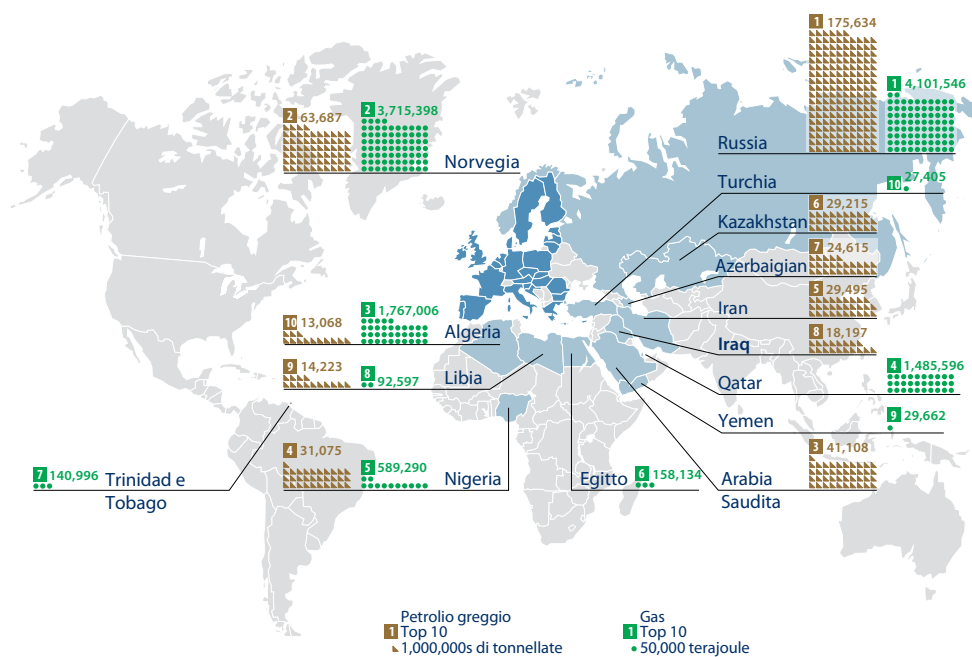 1 175,634
1 4,101,546
Russia
2 63,687
2 3,715,398
Norvegia
10 27,405
Turchia
6 29,215
Kazakhstan
7 24,615
Azerbaigian
5 29,495
Iran
8 18,197
Iraq
10 13,068
3 1,767,006
Algeria
9 14,223
8 92,597
Libia
4 1,485,596
Qatar
9 29,662
Yemen
3 41,108
Arabia
Saudita
4 31,075
5 589,290
Nigeria
Egitto
6 158,134
7 140,996
Trinidad e
Tobago
Petrolio greggio
1 Top 10
1,000,000s di tonnellate
Gas
1 Top 10
50,000 terajoule